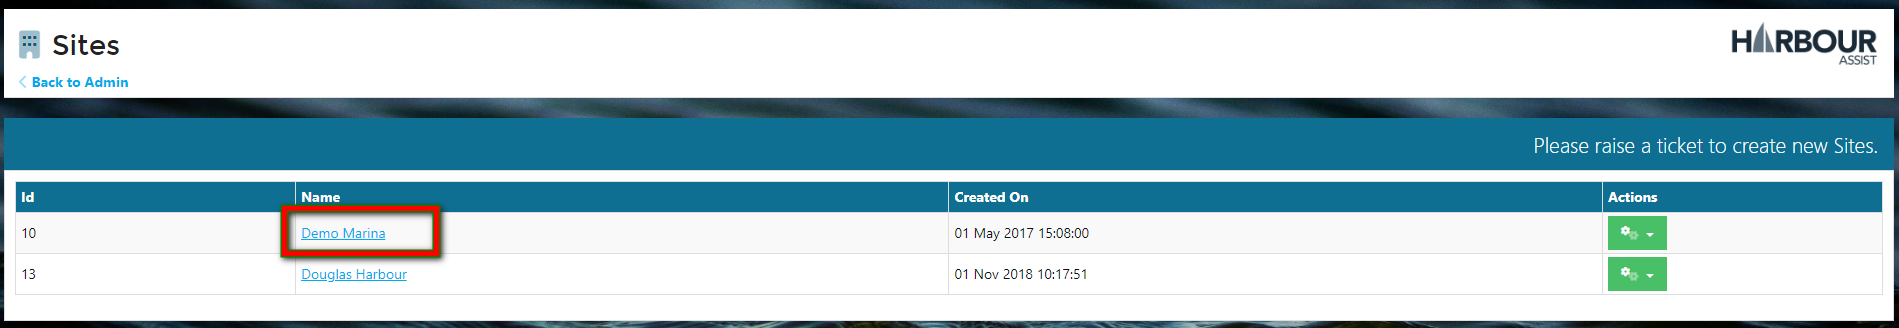 Sites
Back to Admin
HARBOUR
ASSIST
Please raise a ticket to create new Sites.
Id Name Created On Actions
10 Demo Marina 01 May 2017 15:08:00
13 Douglas Harbour 01 Nov 2018 10:17:51